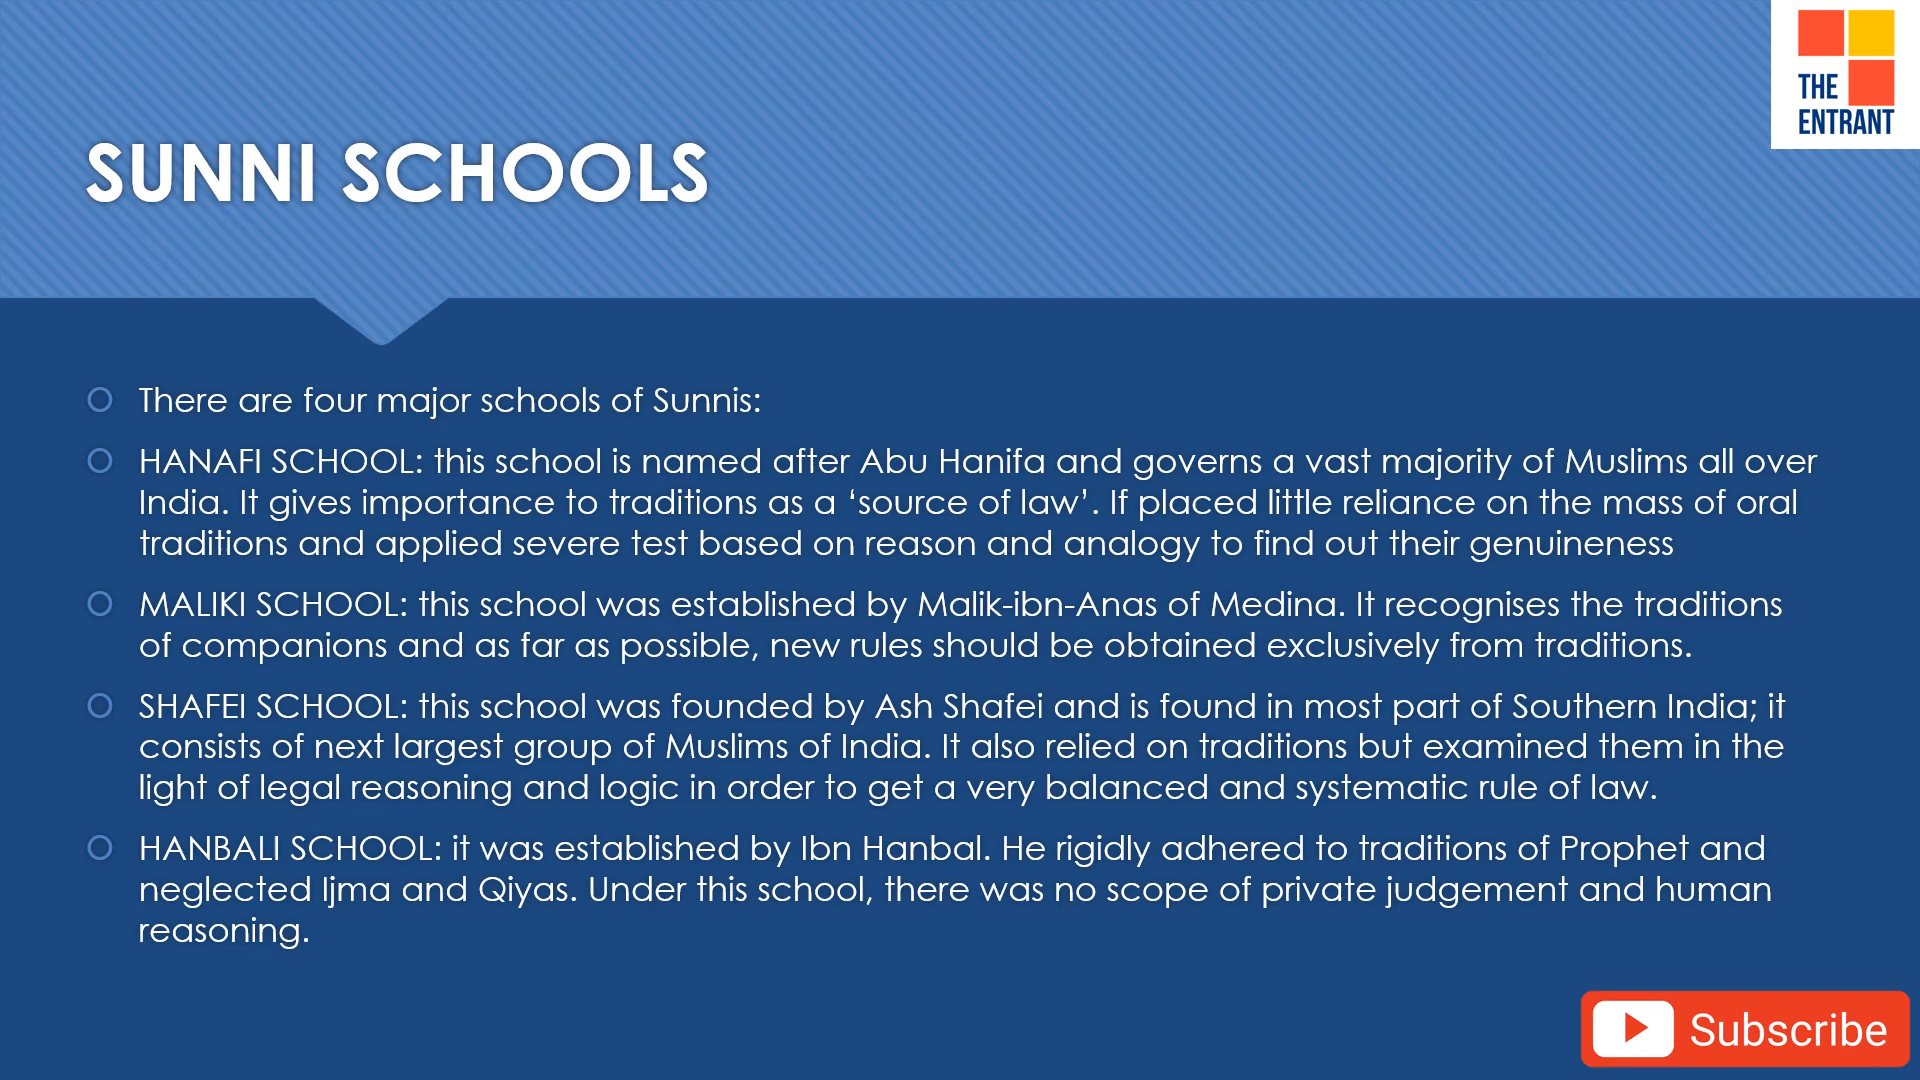 THE
ENTRANT
SUNNI SCHOOLS
There are four major schools of Sunnis:
HANAFI SCHOOL: this school is named after Abu Hanifa and governs a vast majority of Muslims all over
India. It gives importance to traditions as a ‘source of law’. If placed little reliance on the mass of oral
traditions and applied severe test based on reason and analogy to find out their genuineness
MALIKI SCHOOL: this school was established by Malik-ibn-Anas of Medina. It recognises the traditions
of companions and as far as possible, new rules should be obtained exclusively from traditions.
SHAFEI SCHOOL: this school was founded by Ash Shafei and is found in most part of Southern India; it
consists of next largest group of Muslims of India. It also relied on traditions but examined them in the
light of legal reasoning and logic in order to get a very balanced and systematic rule of law.
HANBALI SCHOOL: it was established by Ibn Hanbal. He rigidly adhered to traditions of Prophet and
neglected Ijma and Qiyas. Under this school, there was no scope of private judgement and human
reasoning.
Subscribe